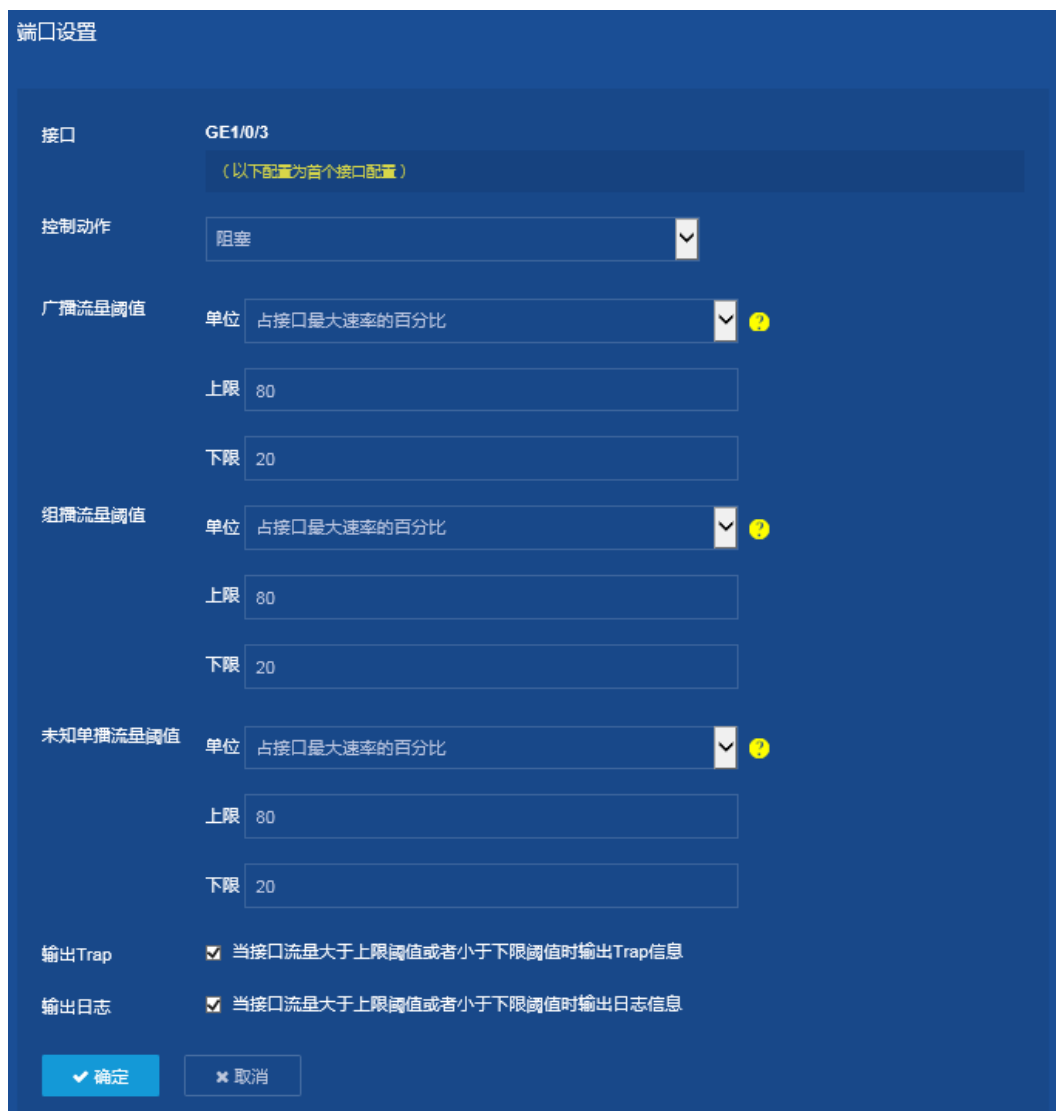 端口设置
接口 GE1/0/3
（以下配置为首个接口配置）
控制动作 阻塞
广播流量阈值 单位 占接口最大速率的百分比 ?
上限 80
下限 20
组播流量阈值 单位 占接口最大速率的百分比 ?
上限 80
下限 20
未知单播流量阈值 单位 占接口最大速率的百分比 ?
上限 80
下限 20
输出Trap 当接口流量大于上限阈值或者小于下限阈值时输出Trap信息
输出日志 当接口流量大于上限阈值或者小于下限阈值时输出日志信息
确定 取消